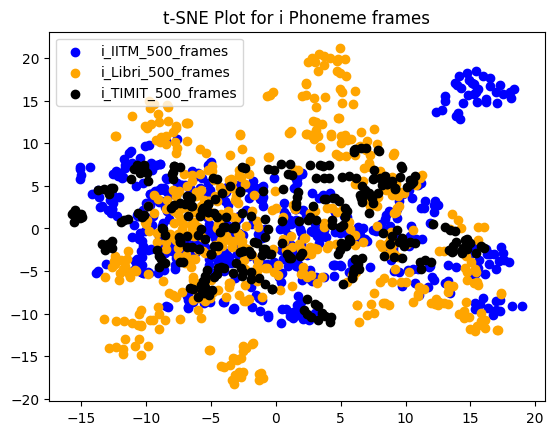 t-SNE Plot for i Phoneme frames
i_IITM_500_frames
i_Libri_500_frames
i_TIMIT_500_frames
20
15
10
5
0
−5
−10
−15
−20
−15 −10 −5 0 5 10 15 20